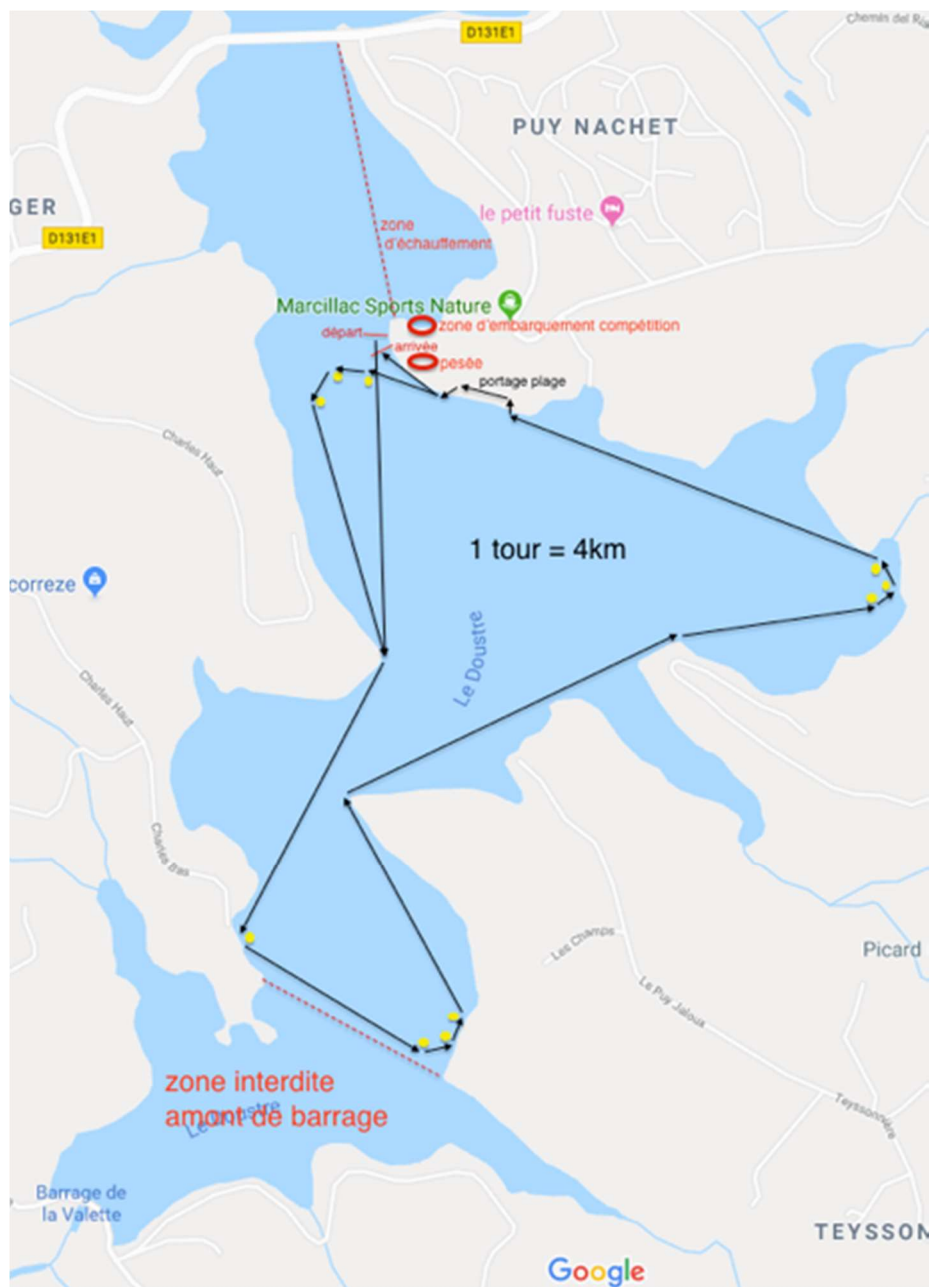 D131E1
Chemin del
PUY NACHET
GER
le petit fuste
D131E1
zone
d'échauffement
Marcillac Sports Nature
zone d'embarquement compétition
départ
arrivée
pesée
portage plage
Charles Haut
1 tour = 4km
correze
Le Doustre
Charles Haut
Charles Bas
Les Champs
Picard
Le Puy Jaloux
zone interdite
amont de barrage
Le Doustre
Teyssonnière
Barrage de
la Valette
TEYSSON
Google